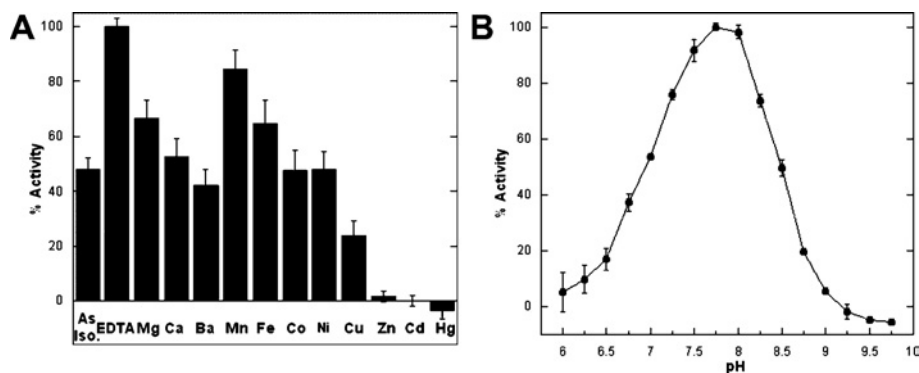 A
% Activity
100
80
60
40
20
0
As Iso.
EDTA
Mg
Ca
Ba
Mn
Fe
Co
Ni
Cu
Zn
Cd
Hg
B
% Activity
100
80
60
40
20
0
6
6.5
7
7.5
8
8.5
9
9.5
10
pH